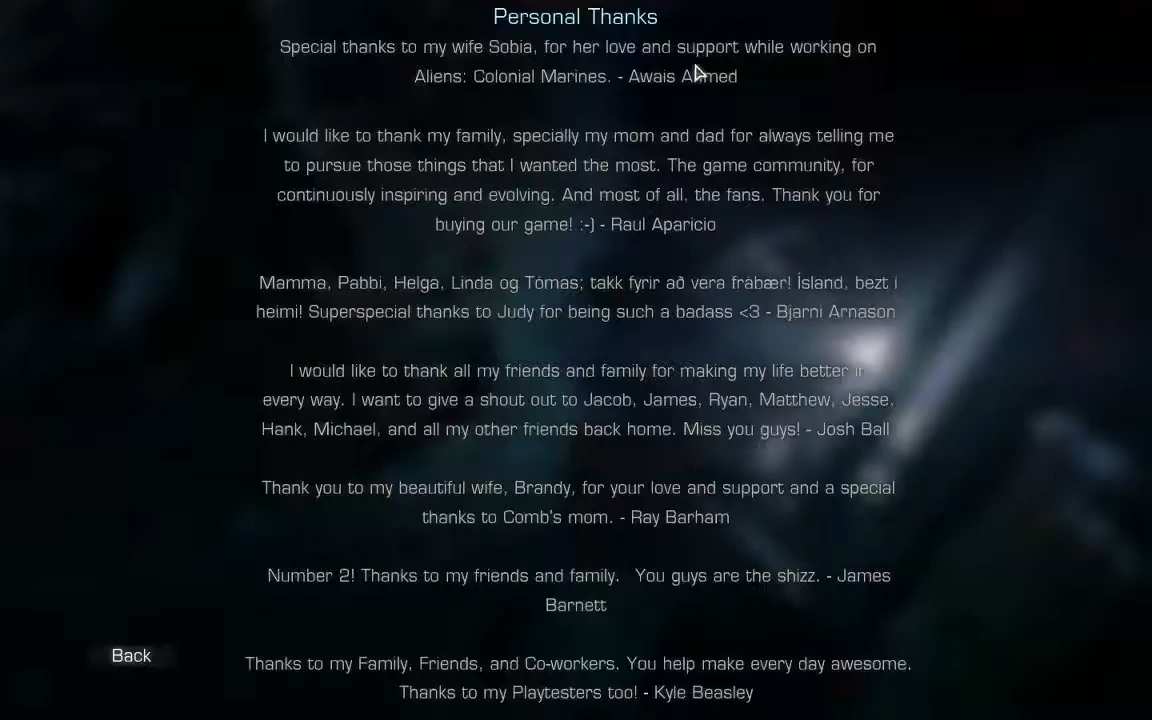 Personal Thanks
Special thanks to my wife Sobia, for her love and support while working on
Aliens: Colonial Marines. - Awais Ahmed
I would like to thank my family, specially my mom and dad for always telling me
to pursue those things that I wanted the most. The game community, for
continuously inspiring and evolving. And most of all, the fans. Thank you for
buying our game! :-) - Raul Aparicio
Mamma, Pabbi, Helga, Linda og Tómas; takk fyrir að vera frábær! Ísland, bezt í
heimi! Superspecial thanks to Judy for being such a badass <3 - Bjarni Arnason
I would like to thank all my friends and family for making my life better in
every way. I want to give a shout out to Jacob, James, Ryan, Matthew, Jesse,
Hank, Michael, and all my other friends back home. Miss you guys! - Josh Ball
Thank you to my beautiful wife, Brandy, for your love and support and a special
thanks to Comb's mom. - Ray Barham
Number 2! Thanks to my friends and family.   You guys are the shizz. - James
Barnett
Back
Thanks to my Family, Friends, and Co-workers. You help make every day awesome.
Thanks to my Playtesters too! - Kyle Beasley